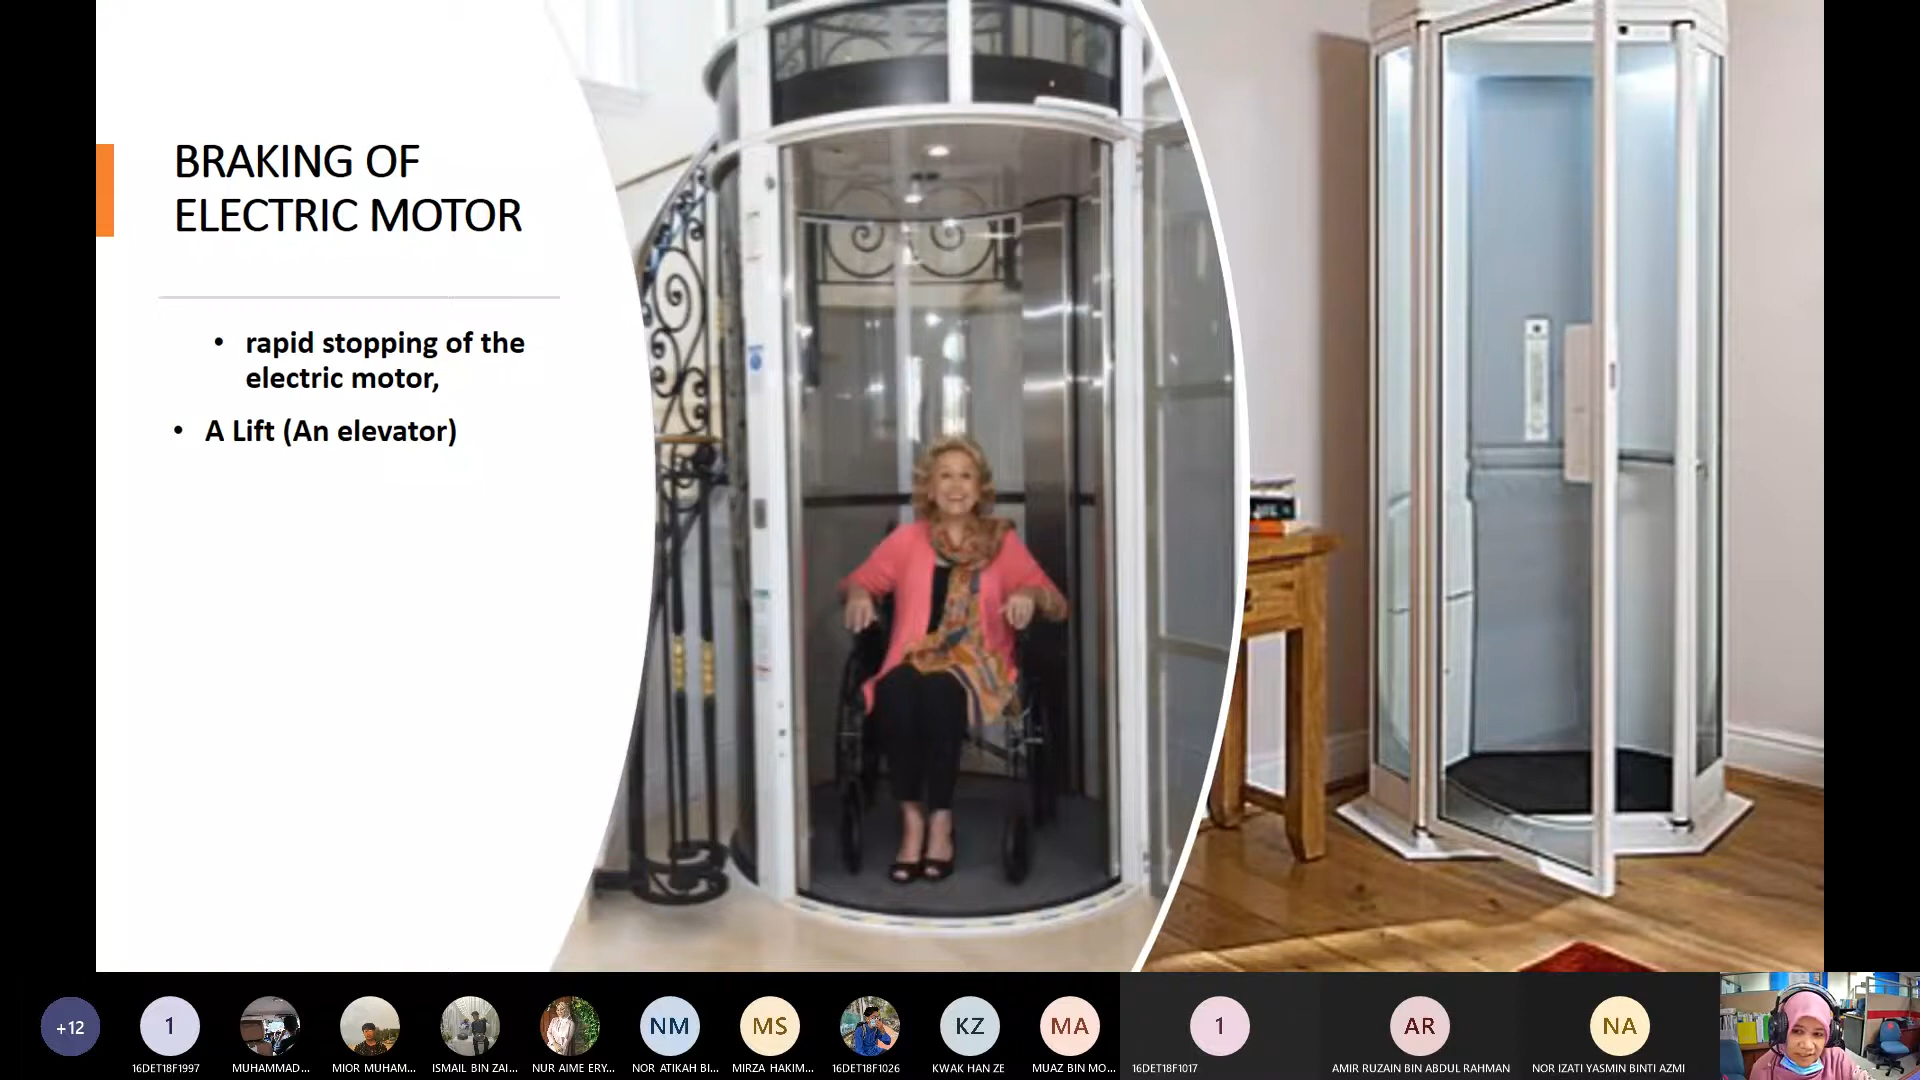 BRAKING OF
ELECTRIC MOTOR
• rapid stopping of the
electric motor,
• A Lift (An elevator)
+12
1
NM
MS
KZ
MA
1
AR
NA
16DET18F1997
MUHAMMAD...
MIOR MUHAM...
ISMAIL BIN ZAI...
NUR AIME ERY...
NOR ATIKAH BI...
MIRZA HAKIM...
16DET18F1026
KWAK HAN ZE
MUAZ BIN MO...
16DET18F1017
AMIR RUZAIN BIN ABDUL RAHMAN
NOR IZATI YASMIN BINTI AZMI